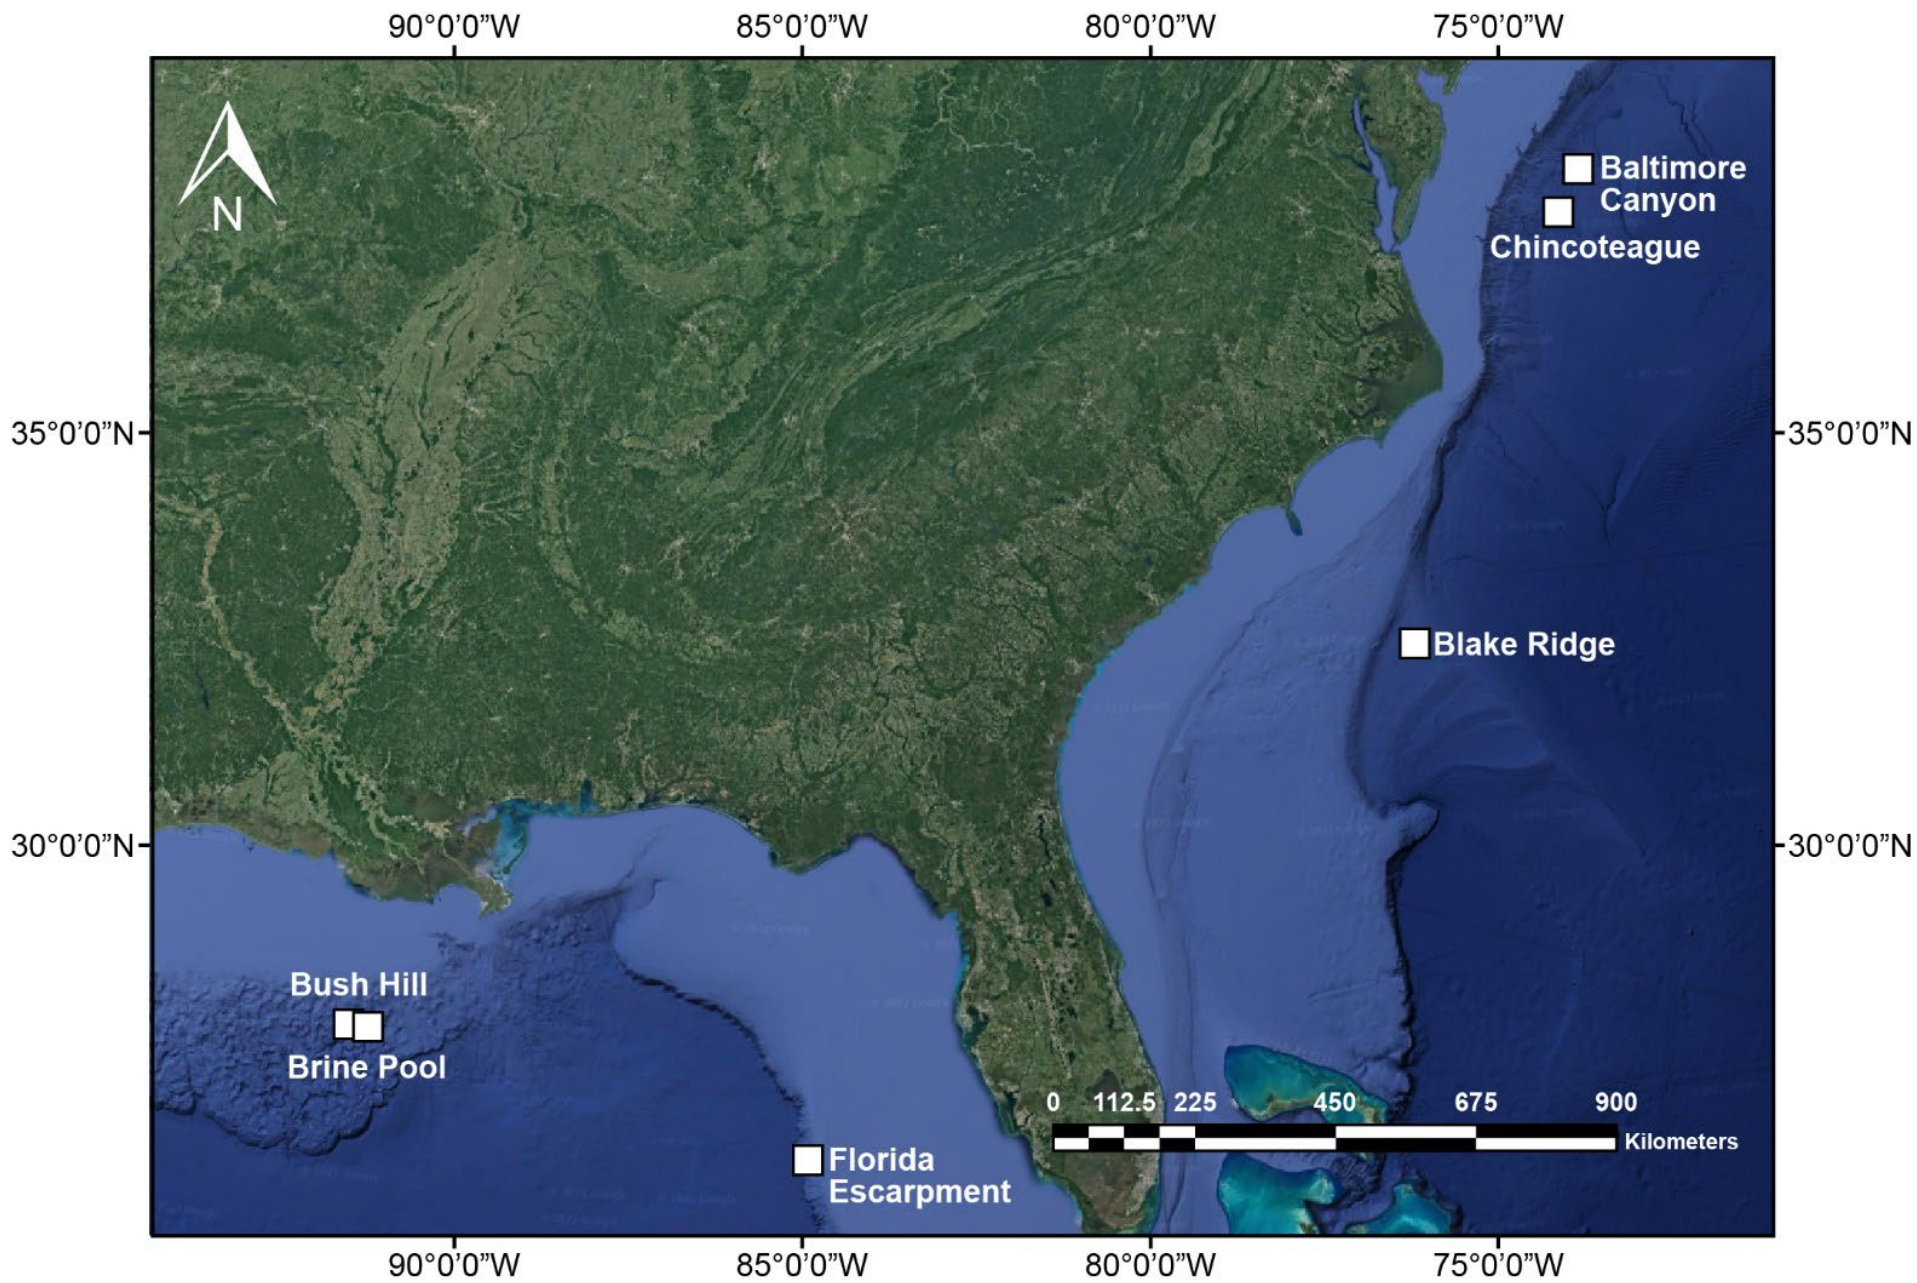 90°0'0”W 85°0'0”W 80°0'0”W 75°0'0”W
N
Baltimore
Canyon
Chincoteague
35°0'0”N 35°0'0”N
Blake Ridge
30°0'0”N 30°0'0”N
Bush Hill
Brine Pool
0 112.5 225 450 675 900
Kilometers
Florida
Escarpment
90°0'0”W 85°0'0”W 80°0'0”W 75°0'0”W